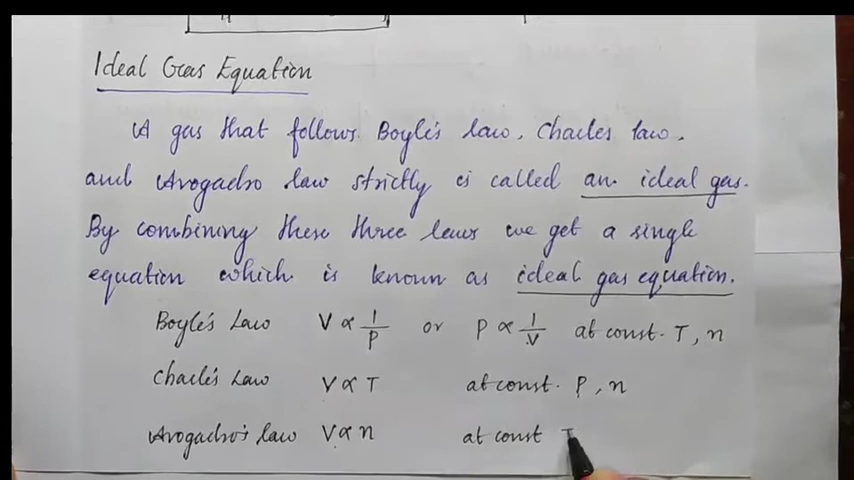 Ideal Gas Equation
A gas that follows Boyle's law, Charles law,
and Avogadro law strictly is called an ideal gas.
By combining these three laws we get a single
equation which is known as ideal gas equation.
Boyle's Law V ∝ 1/P or P ∝ 1/V at const. T, n
Charle's Law V ∝ T at const. P, n
Avogadro's law V ∝ n at const T